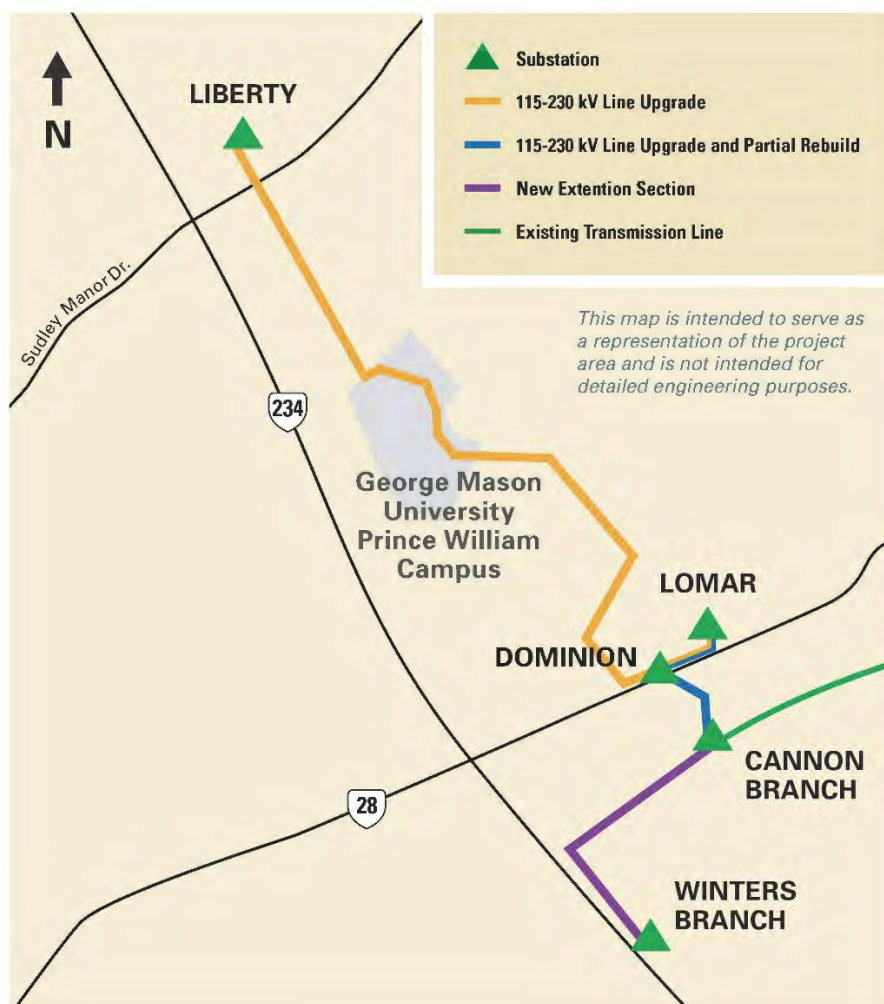 N
LIBERTY
Substation
115-230 kV Line Upgrade
115-230 kV Line Upgrade and Partial Rebuild
New Extention Section
Existing Transmission Line
This map is intended to serve as
a representation of the project
area and is not intended for
detailed engineering purposes.
Sudley Manor Dr.
234
George Mason
University
Prince William
Campus
LOMAR
DOMINION
CANNON
BRANCH
28
WINTERS
BRANCH